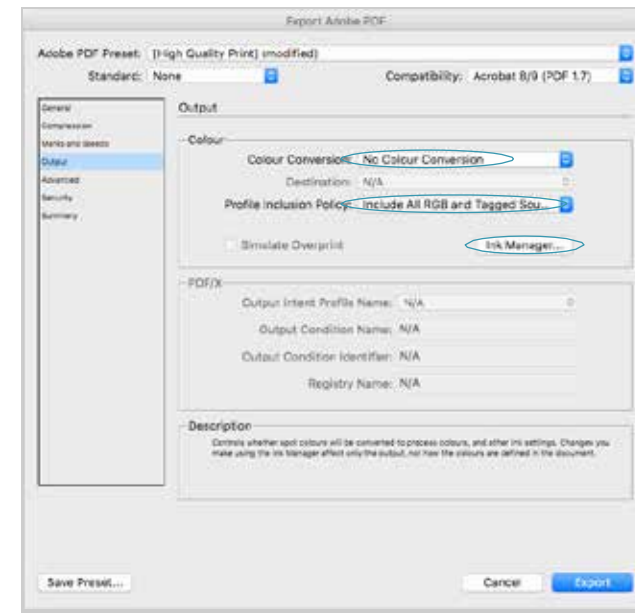 Export Adobe PDF
Adobe PDF Preset: [High Quality Print] (modified)
Standard: None Compatibility: Acrobat 8/9 (PDF 1.7)
General
Compression
Marks and Bleeds
Output
Advanced
Security
Summary
Output
Colour
Colour Conversion: No Colour Conversion
Destination: N/A
Profile Inclusion Policy: Include All RGB and Tagged Sou...
Simulate Overprint Ink Manager...
PDF/X
Output Intent Profile Name: N/A
Output Condition Name: N/A
Output Condition Identifier: N/A
Registry Name: N/A
Description
Controls whether spot colours will be converted to process colours, and other ink settings. Changes you
make using the Ink Manager affect only the output, not how the colours are defined in the document.
Save Preset... Cancel Export